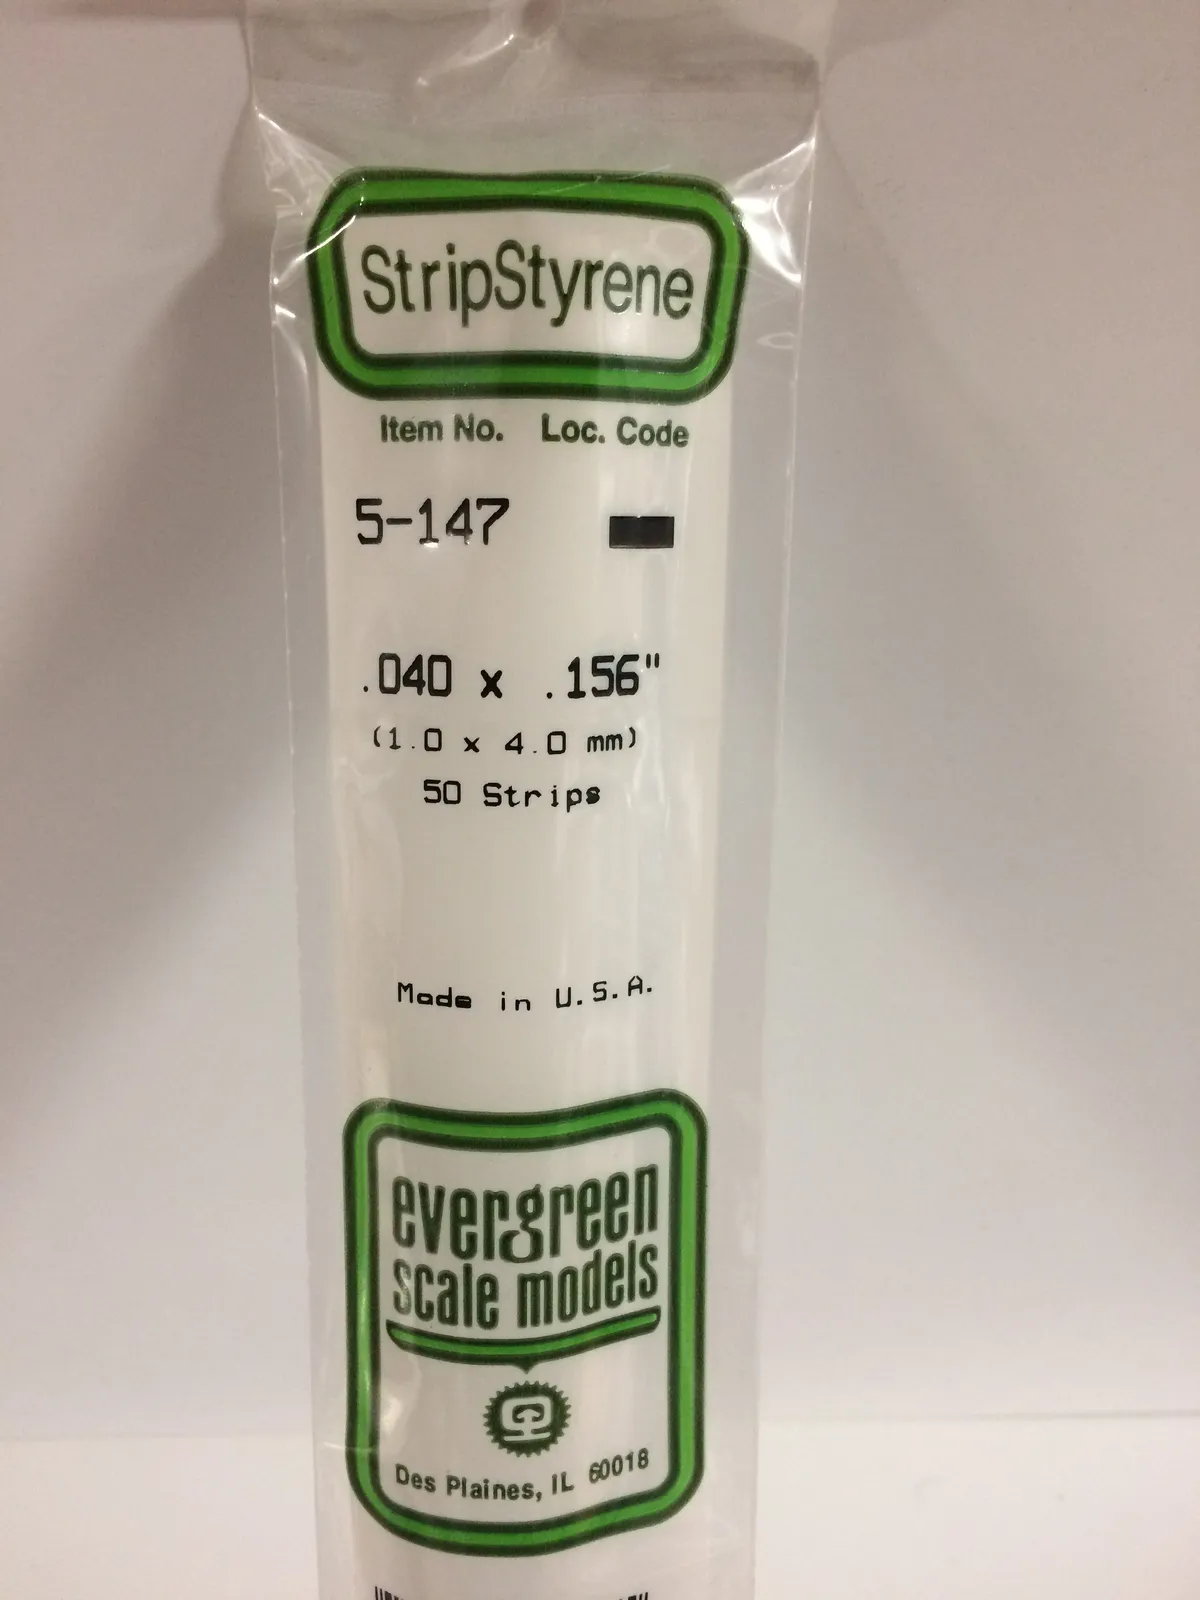 StripStyrene
Item No. Loc. Code
5-147
.040 x .156"
(1.0 x 4.0 mm)
50 Strips
Made in U.S.A.
evergreen
scale models
Des Plaines, IL 60018